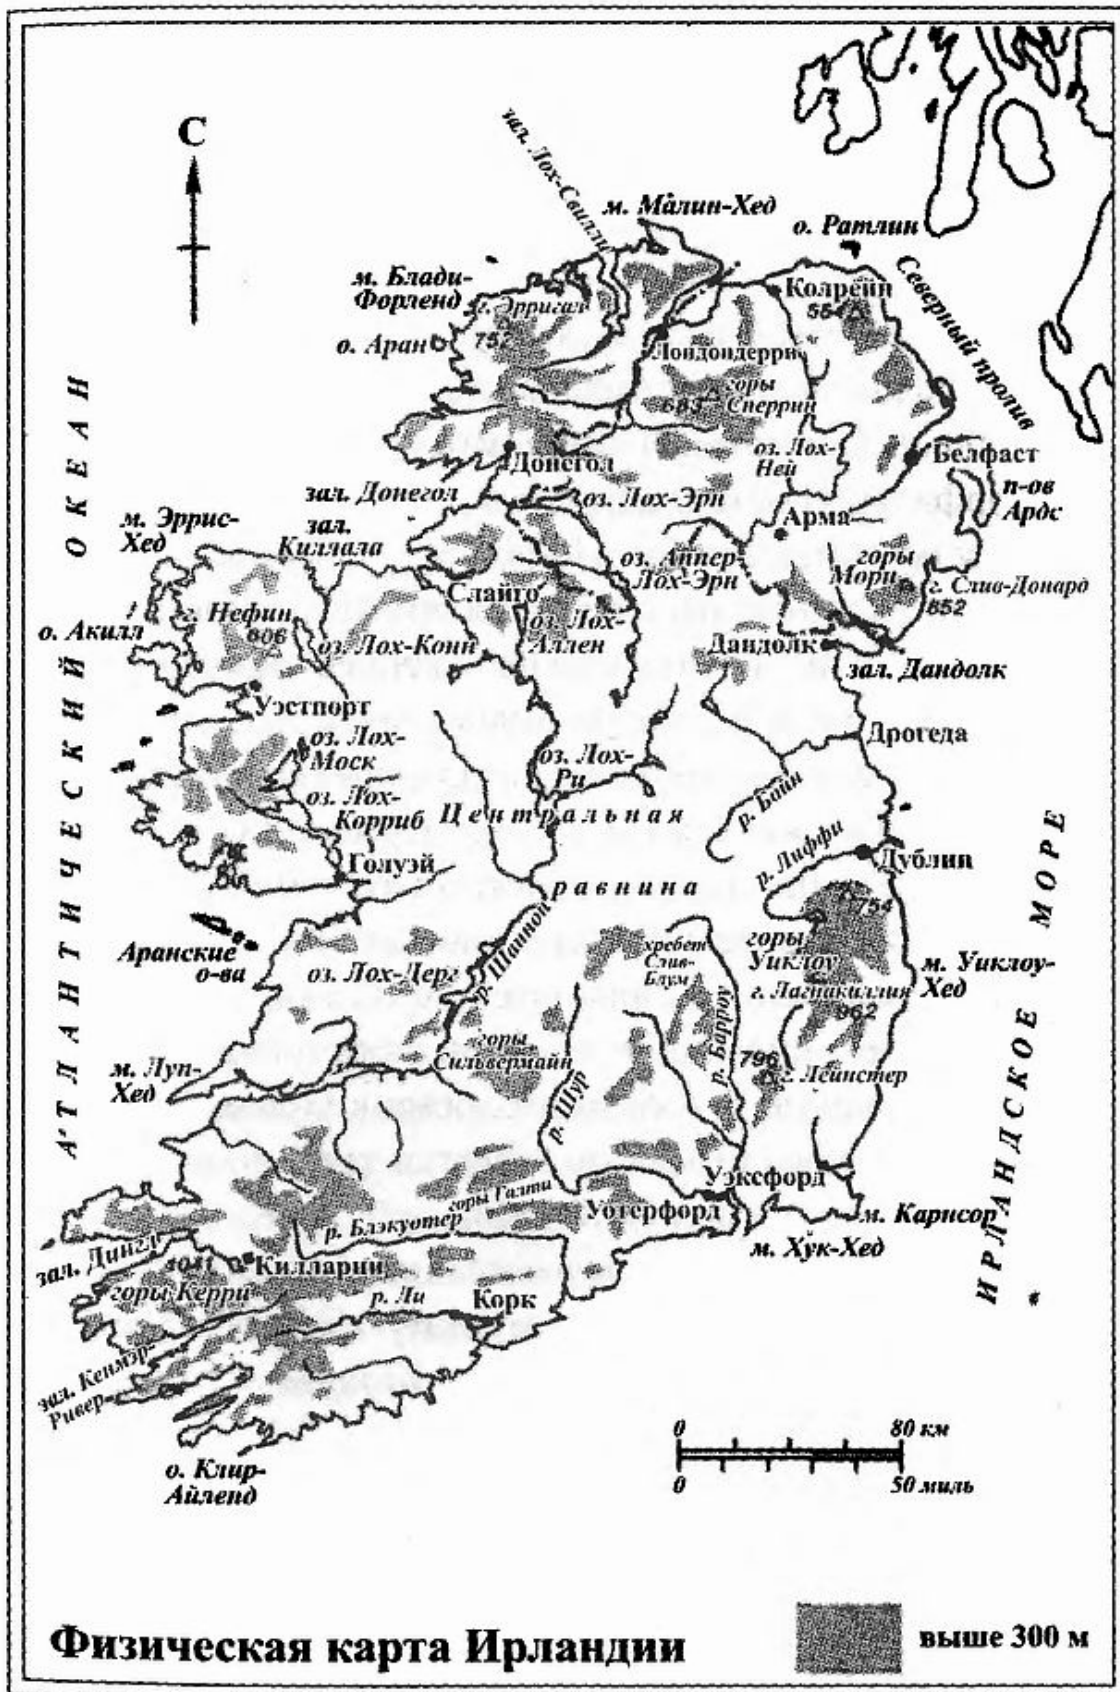 С
зал. Лох-Свилли
м. Малин-Хед
о. Ратлин
м. Блади-
Форленд
г. Эрригал
752
о. Аран
Колрейн
554
Северный пролив
Лондондерри
горы
Сперрин
683
оз. Лох-
Ней
Белфаст
п-ов
Ардс
Донегол
зал. Донегол
оз. Лох-Эрн
Арма
м. Эррис-
Хед
зал.
Киллала
оз. Аппер-
Лох-Эрн
горы
Морн
г. Слив-Донард
852
Слайго
г. Нефин
806
о. Акилл
оз. Лох-Конн
оз. Лох-
Аллен
Дандолк
зал. Дандолк
Уэстпорт
Дрогеда
оз. Лох-
Моск
оз. Лох-
Ри
оз. Лох-
Корриб
Центральная
равнина
р. Бойн
р. Лиффи
Дублин
Голуэй
754
Аранские
о-ва
оз. Лох-Дерг
р. Шаннон
хребет
Слив-
Блум
горы
Уиклоу
м. Уиклоу-
Хед
г. Лагнакиллия
962
горы
Сильвермайн
р. Барроу
796
г. Лейнстер
м. Луп-
Хед
р. Шур
Уэксфорд
горы Галти
Уотерфорд
р. Блэкуотер
м. Карнсор
м. Хук-Хед
зал. Дингл
1041
Килларни
горы Керри
р. Ли
Корк
зал. Кенмэр-
Ривер
о. Клир-
Айленд
АТЛАНТИЧЕСКИЙ ОКЕАН
ИРЛАНДСКОЕ МОРЕ
0 80 км
0 50 миль
Физическая карта Ирландии
выше 300 м